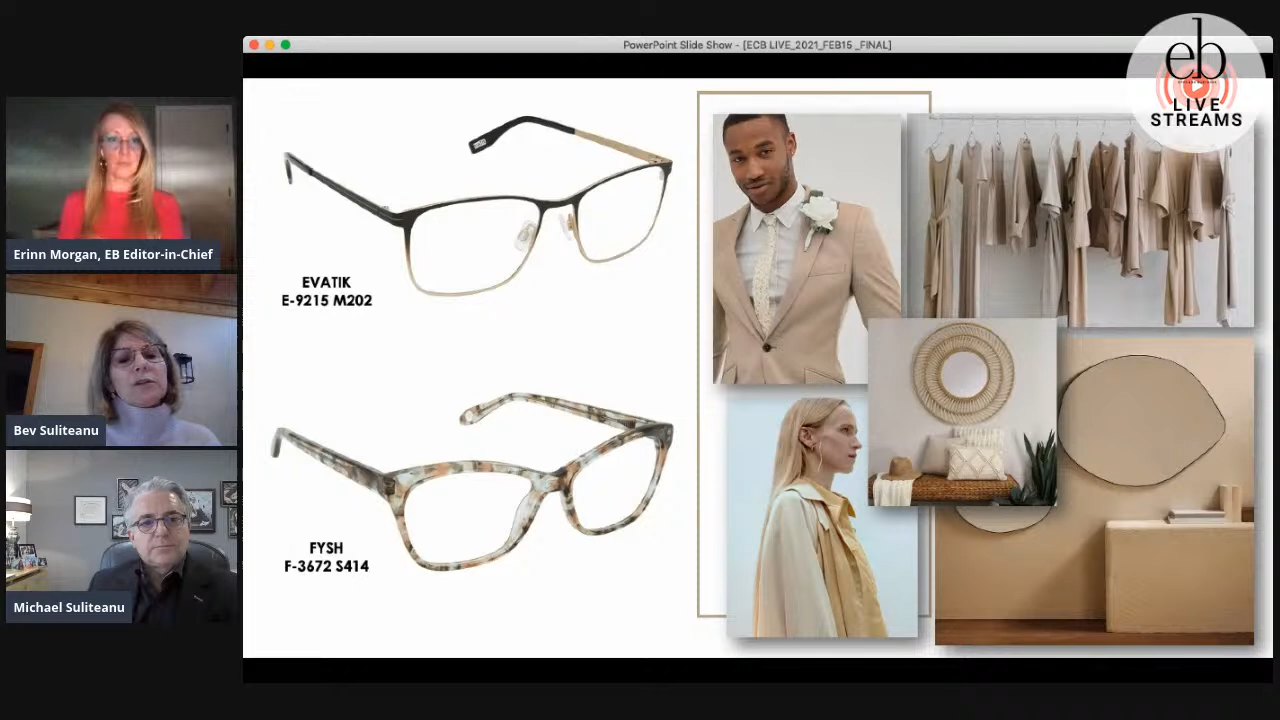 PowerPoint Slide Show - [ECB LIVE_2021_FEB15 _FINAL]
eb
LIVE
STREAMS
Erinn Morgan, EB Editor-in-Chief
Bev Suliteanu
Michael Suliteanu
EVATIK
E-9215 M202
FYSH
F-3672 S414